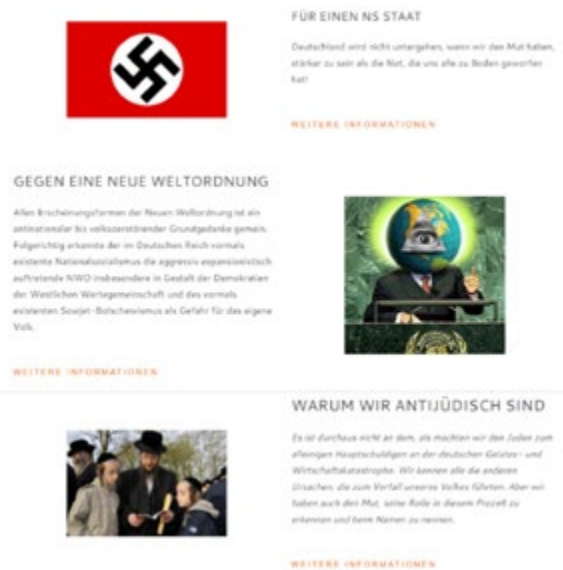 FÜR EINEN NS STAAT
Deutschland wird nicht untergehen, wenn wir den Mut haben,
stärker zu sein als die Not, die uns alle zu Boden geworfen
hat!
WEITERE INFORMATIONEN
GEGEN EINE NEUE WELTORDNUNG
Allen Erscheinungsformen der Neuen Weltordnung ist ein
antinationaler bis volkszerstörender Grundgedanke gemein.
Folgerichtig erkannte der im Deutschen Reich vormals
existente Nationalsozialismus die aggressiv expansionistisch
auftretende NWO insbesondere in Gestalt der Demokratien
der Westlichen Wertegemeinschaft und des vormals
existenten Sowjet-Bolschewismus als Gefahr für das eigene
Volk.
WEITERE INFORMATIONEN
WARUM WIR ANTIJÜDISCH SIND
Es ist durchaus nicht an dem, als machten wir den Juden zum
alleinigen Hauptschuldigen an der deutschen Geistes- und
Wirtschaftskatastrophe. Wir kennen alle die anderen
Ursachen, die zum Verfall unseres Volkes führten. Aber wir
haben auch den Mut, seine Rolle in diesem Prozeß zu
erkennen und beim Namen zu nennen.
WEITERE INFORMATIONEN